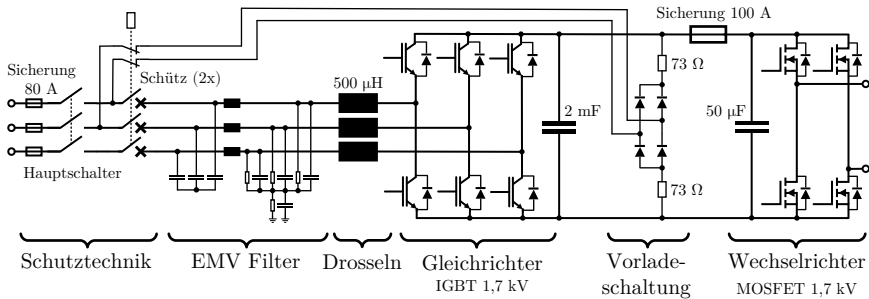 Sicherung 100 A
Sicherung
80 A
Schütz (2x)
500 μH
73 Ω
2 mF
50 μF
Hauptschalter
73 Ω
Schutztechnik
EMV Filter
Drosseln
Gleichrichter
IGBT 1,7 kV
Vorlade-
schaltung
Wechselrichter
MOSFET 1,7 kV